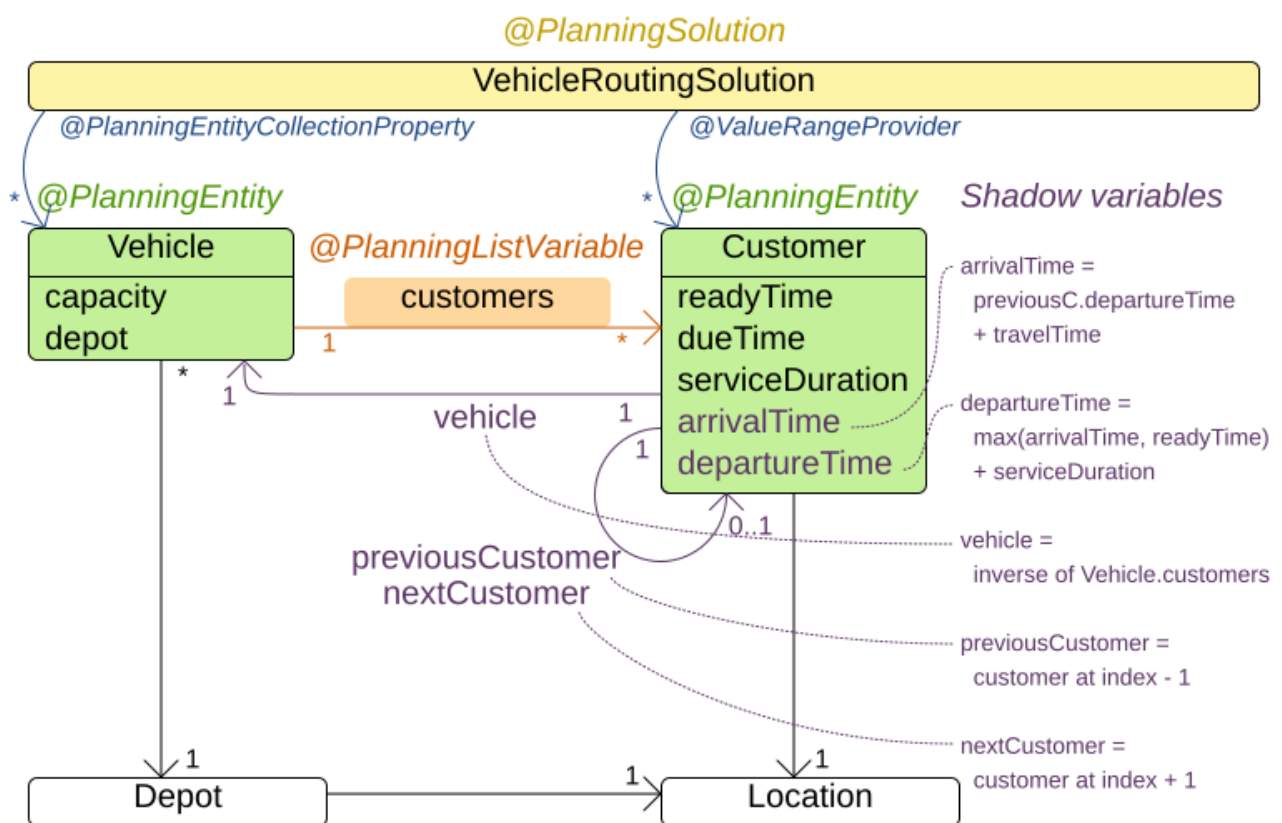 @PlanningSolution
VehicleRoutingSolution
@PlanningEntityCollectionProperty
@ValueRangeProvider
*
@PlanningEntity
*
@PlanningEntity
Shadow variables
Vehicle
capacity
depot
@PlanningListVariable
customers
1
*
Customer
readyTime
dueTime
serviceDuration
arrivalTime
departureTime
arrivalTime =
previousC.departureTime
+ travelTime
*
1
vehicle
1
1
departureTime =
max(arrivalTime, readyTime)
+ serviceDuration
0..1
vehicle =
inverse of Vehicle.customers
previousCustomer
nextCustomer
previousCustomer =
customer at index - 1
nextCustomer =
customer at index + 1
1
Depot
1
1
Location